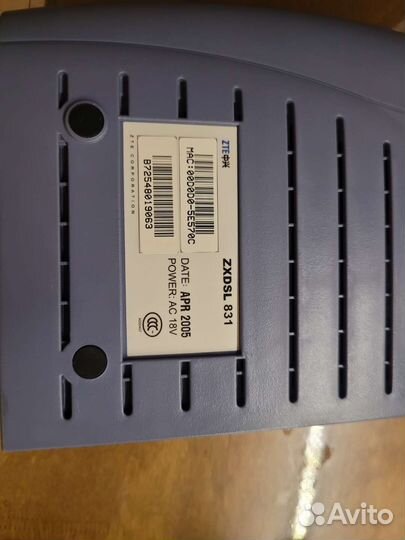 ZTE中兴
MAC:00D0D0-5E570C
B72548019063
ZTE CORPORATION
ZXDSL 831
DATE: APR 2005
POWER: AC 18V
CCC
Avito